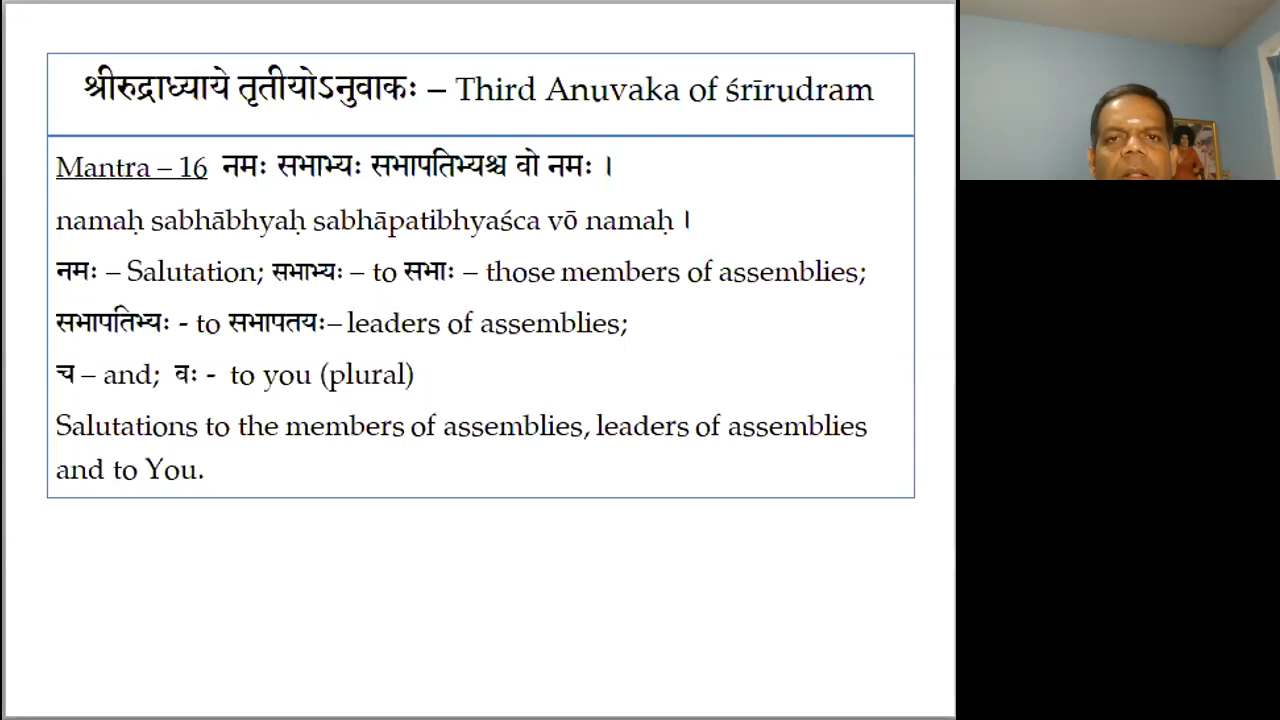 श्रीरुद्राध्याये तृतीयोऽनुवाकः – Third Anuvaka of śrīrudram
Mantra – 16 नमः सभाभ्यः सभापतिभ्यश्च वो नमः ।
namaḥ sabhābhyaḥ sabhāpatibhyaśca vō namaḥ ।
नमः – Salutation; सभाभ्यः – to सभाः – those members of assemblies;
सभापतिभ्यः - to सभापतयः– leaders of assemblies;
च – and; वः - to you (plural)
Salutations to the members of assemblies, leaders of assemblies
and to You.